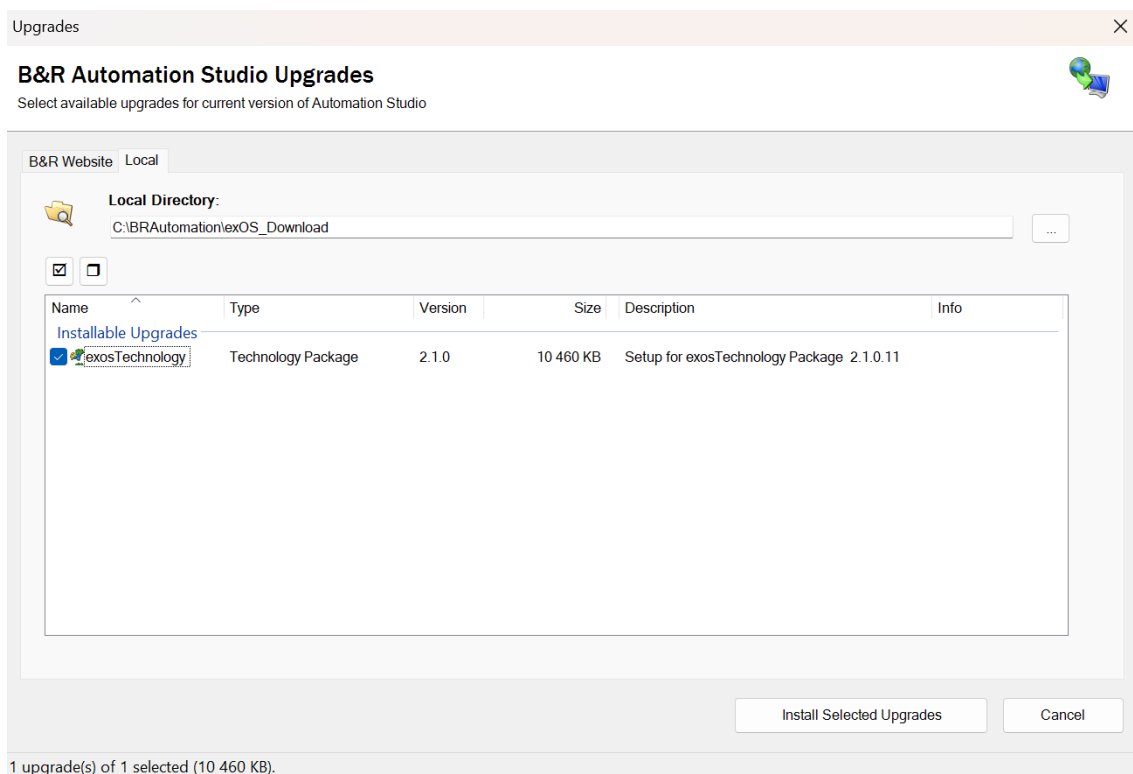 Upgrades
B&R Automation Studio Upgrades
Select available upgrades for current version of Automation Studio
B&R Website Local
Local Directory:
C:\BRAutomation\exOS_Download
...
Name Type Version Size Description Info
Installable Upgrades
exosTechnology Technology Package 2.1.0 10 460 KB Setup for exosTechnology Package 2.1.0.11
Install Selected Upgrades Cancel
1 upgrade(s) of 1 selected (10 460 KB).